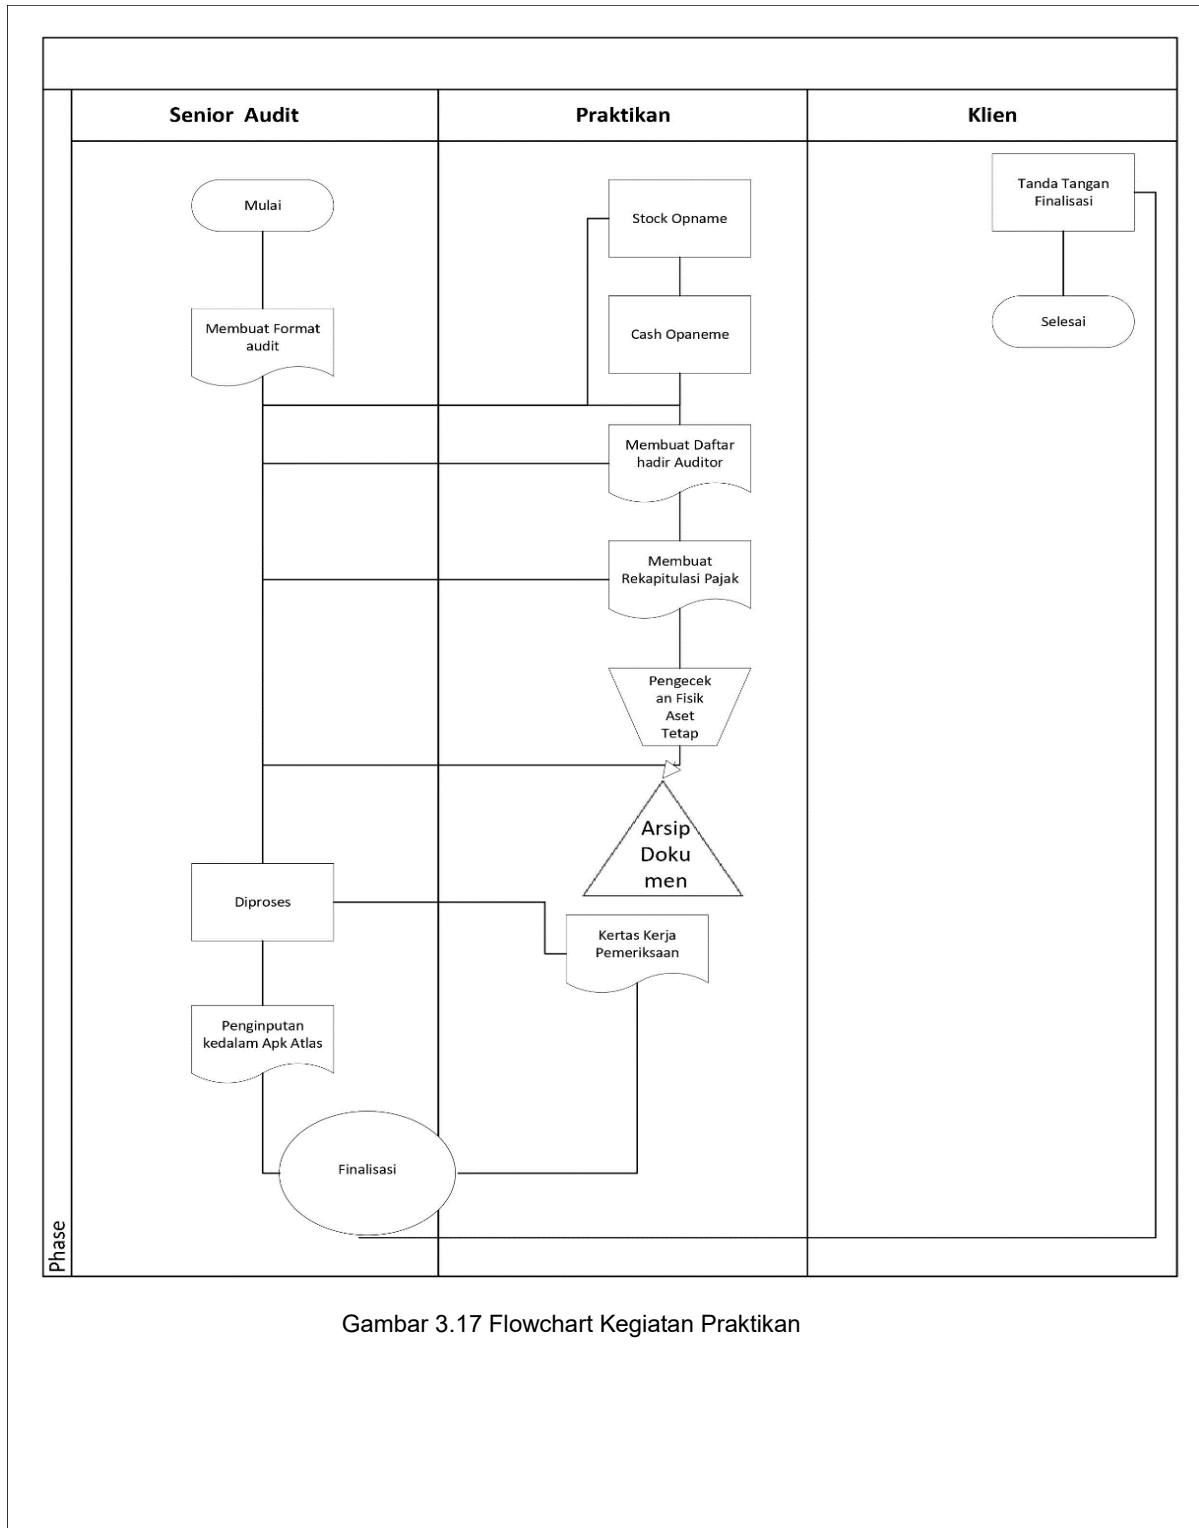 Senior Audit
Praktikan
Klien
Mulai
Membuat Format
audit
Stock Opname
Cash Opaneme
Membuat Daftar
hadir Auditor
Membuat
Rekapitulasi Pajak
Pengecek
an Fisik
Aset
Tetap
Arsip
Doku
men
Diproses
Kertas Kerja
Pemeriksaan
Penginputan
kedalam Apk Atlas
Finalisasi
Tanda Tangan
Finalisasi
Selesai
Phase
Gambar 3.17 Flowchart Kegiatan Praktikan